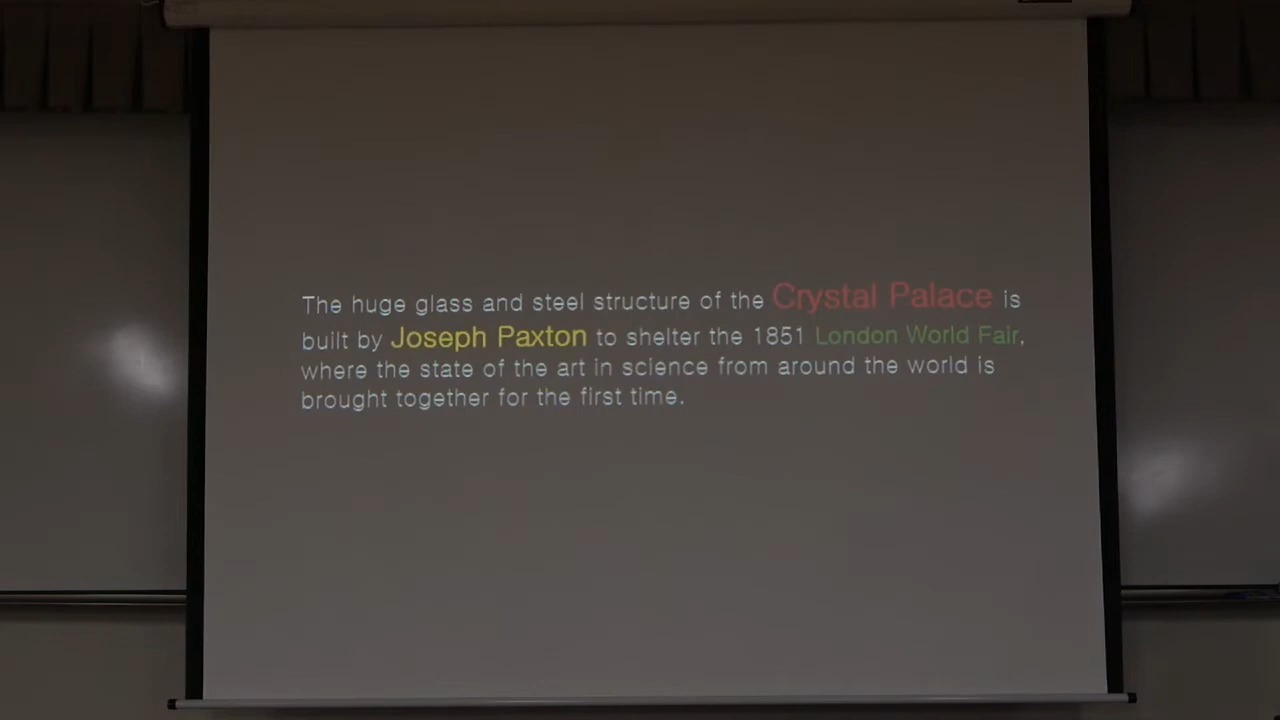 The huge glass and steel structure of the Crystal Palace is
built by Joseph Paxton to shelter the 1851 London World Fair,
where the state of the art in science from around the world is
brought together for the first time.